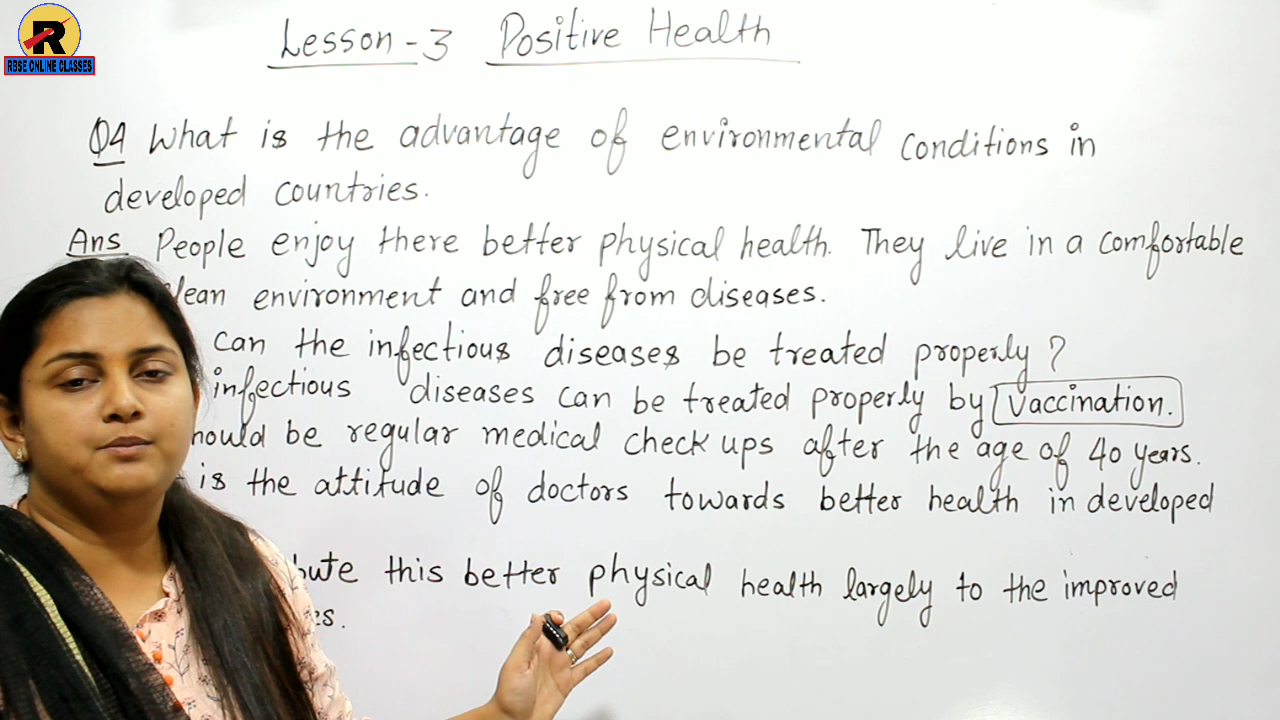 R
RBSE ONLINE CLASSES
Lesson-3 Positive Health
Q4 What is the advantage of environmental conditions in
developed countries.
Ans People enjoy there better physical health. They live in a comfortable
environment and free from diseases.
can the infectious diseases be treated properly?
infectious diseases can be treated properly by vaccination.
be regular medical check ups after the age of 40 years.
is the attitude of doctors towards better health in developed
this better physical health largely to the improved